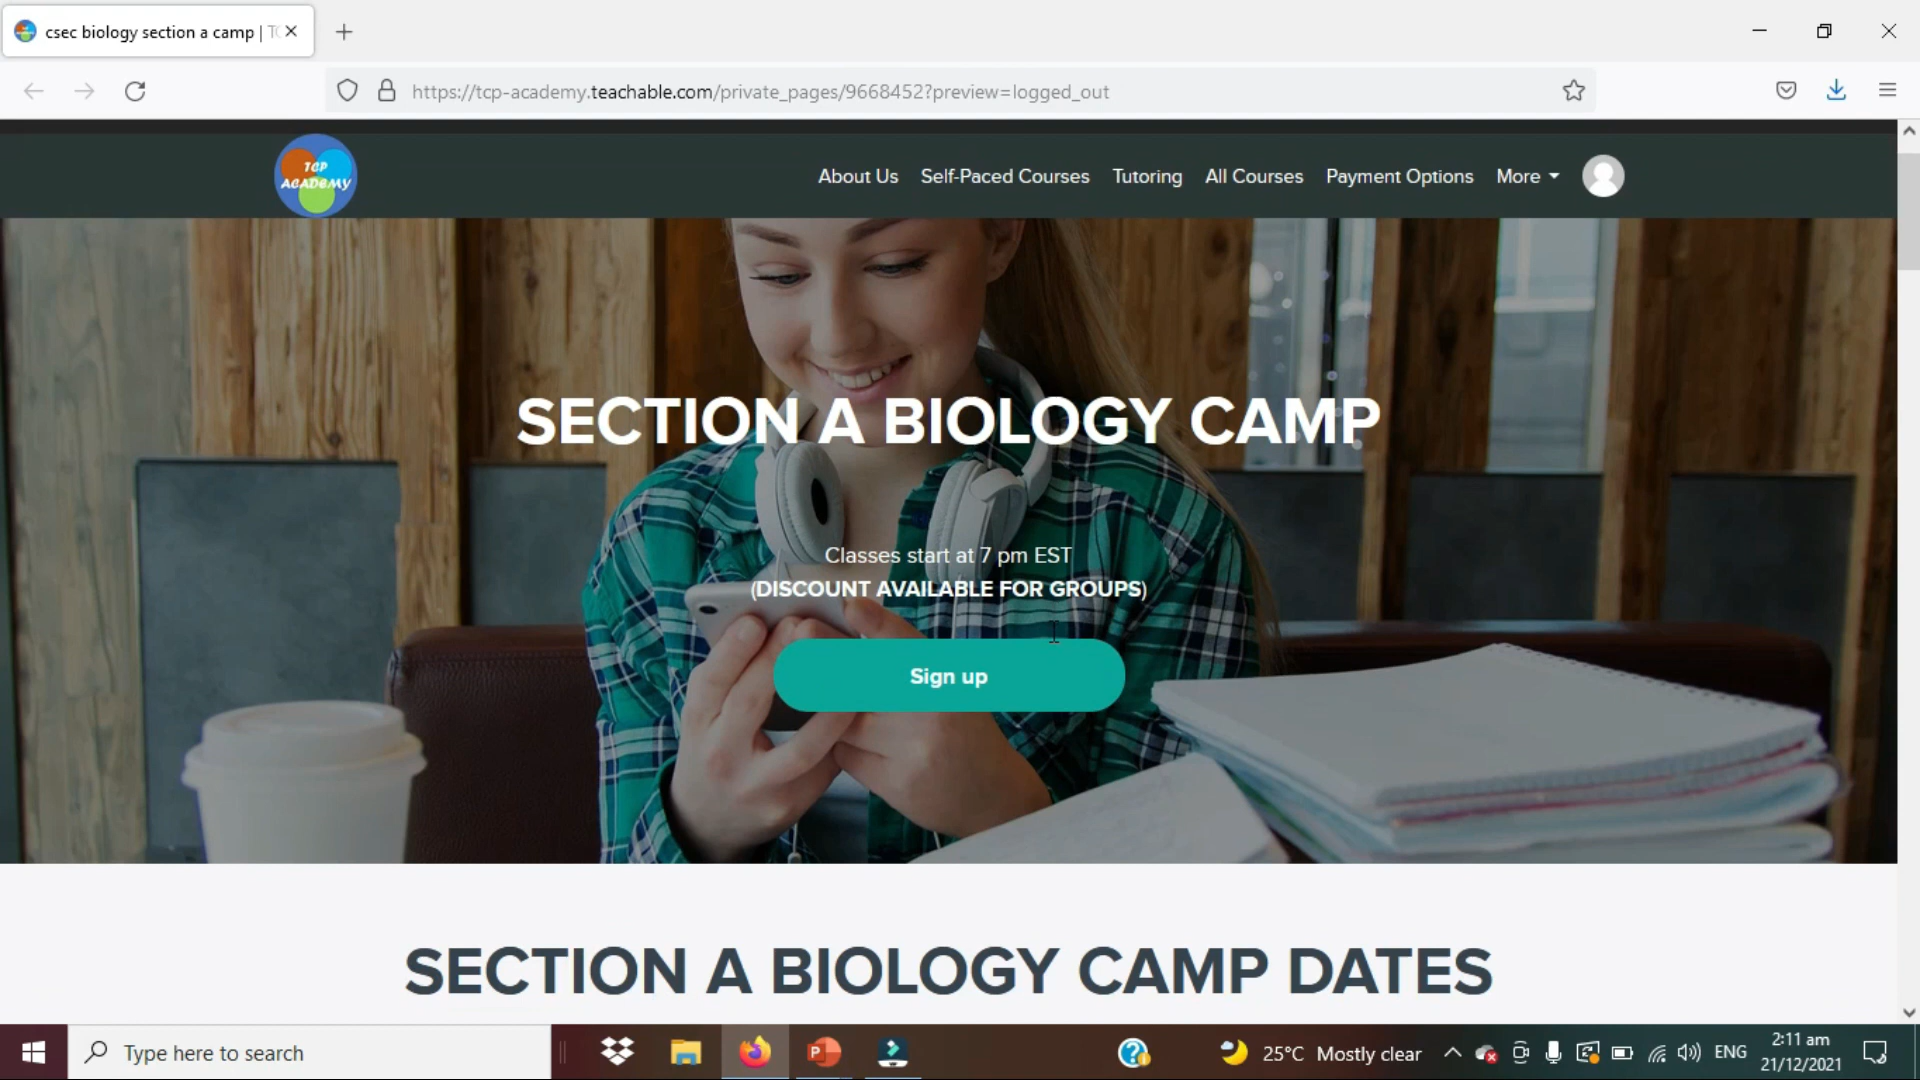 csec biology section a camp | TC
https://tcp-academy.teachable.com/private_pages/9668452?preview=logged_out
TCP
ACADEMY
About Us
Self-Paced Courses
Tutoring
All Courses
Payment Options
More
SECTION A BIOLOGY CAMP
Classes start at 7 pm EST
(DISCOUNT AVAILABLE FOR GROUPS)
Sign up
SECTION A BIOLOGY CAMP DATES
Type here to search
25°C Mostly clear
ENG
2:11 am
21/12/2021